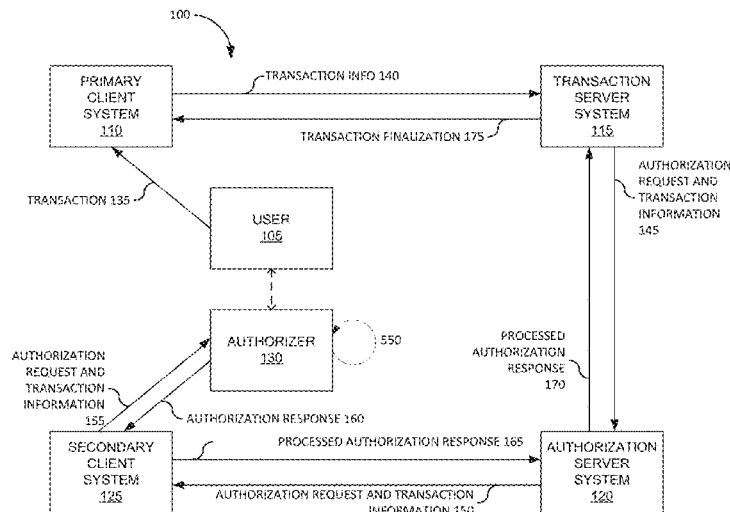 100
PRIMARY
CLIENT
SYSTEM
110
TRANSACTION INFO 140
TRANSACTION FINALIZATION 175
TRANSACTION
SERVER
SYSTEM
115
TRANSACTION 135
USER
105
AUTHORIZATION
REQUEST AND
TRANSACTION
INFORMATION
145
AUTHORIZER
130
550
PROCESSED
AUTHORIZATION
RESPONSE
170
AUTHORIZATION
REQUEST AND
TRANSACTION
INFORMATION
155
AUTHORIZATION RESPONSE 160
SECONDARY
CLIENT
SYSTEM
125
PROCESSED AUTHORIZATION RESPONSE 165
AUTHORIZATION REQUEST AND TRANSACTION
INFORMATION 150
AUTHORIZATION
SERVER
SYSTEM
120